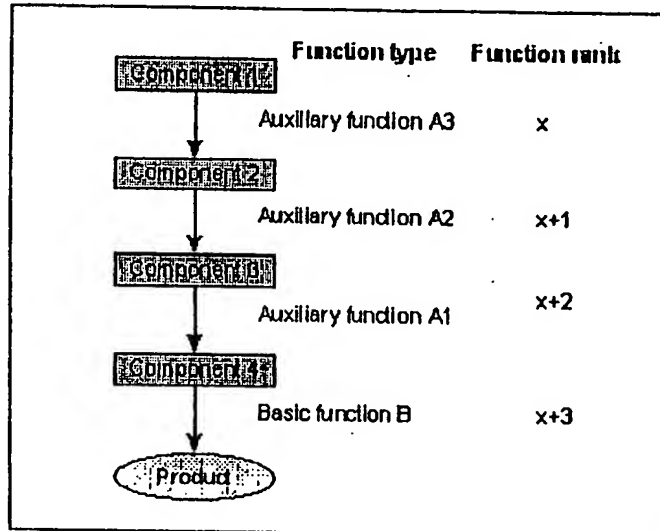 Function type Function rank
Component 1
Auxiliary function A3 x
Component 2
Auxiliary function A2 x+1
Component 3
Auxiliary function A1 x+2
Component 4
Basic function B x+3
Product